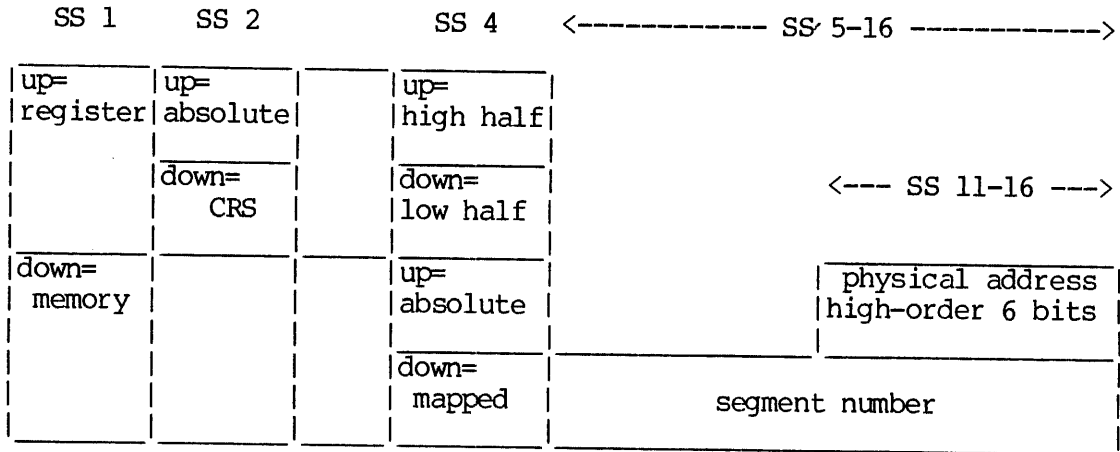 SS 1 SS 2 SS 4 <----------- SS 5-16 ------------>
up= up= up=
register absolute high half
down= down= <--- SS 11-16 --->
CRS low half
down= up= physical address
memory absolute high-order 6 bits
down=
mapped segment number